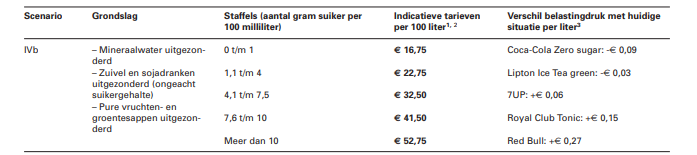 Scenario Grondslag Staffels (aantal gram suiker per Indicatieve tarieven Verschil belastingdruk met huidige
100 milliliter) per 100 liter1, 2 situatie per liter3
IVb – Mineraalwater uitgezon- 0 t/m 1 € 16,75 Coca-Cola Zero sugar: -€ 0,09
derd
– Zuivel en sojadranken 1,1 t/m 4 € 22,75 Lipton Ice Tea green: -€ 0,03
uitgezonderd (ongeacht
suikergehalte) 4,1 t/m 7,5 € 32,50 7UP: +€ 0,06
– Pure vruchten- en
groentesappen uitgezon- 7,6 t/m 10 € 41,50 Royal Club Tonic: +€ 0,15
derd
Meer dan 10 € 52,75 Red Bull: +€ 0,27